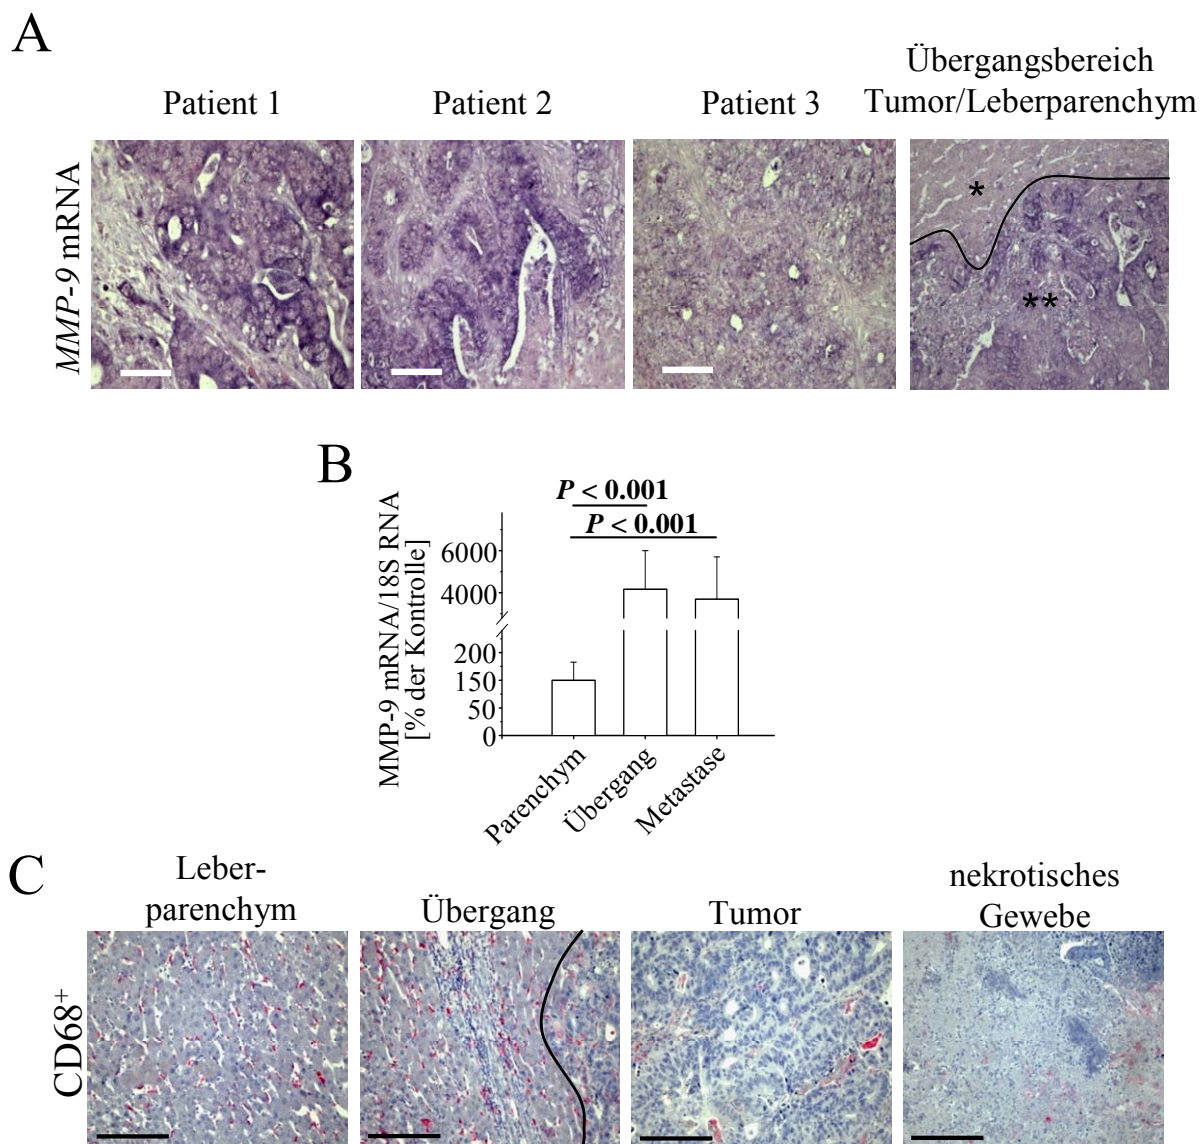 A
Patient 1
Patient 2
Patient 3
Übergangsbereich
Tumor/Leberparenchym
MMP-9 mRNA
*
**
B
P < 0.001
P < 0.001
MMP-9 mRNA/18S RNA
[% der Kontrolle]
6000
4000
200
150
50
0
Parenchym
Übergang
Metastase
C
Leber-
parenchym
Übergang
Tumor
nekrotisches
Gewebe
CD68⁺